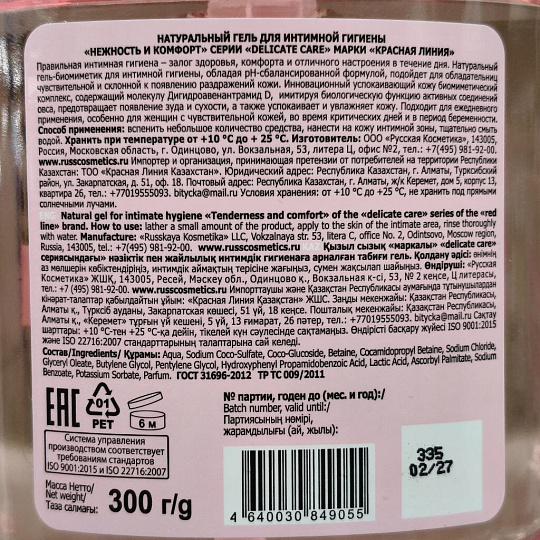 НАТУРАЛЬНЫЙ ГЕЛЬ ДЛЯ ИНТИМНОЙ ГИГИЕНЫ
«НЕЖНОСТЬ И КОМФОРТ» СЕРИИ «DELICATE CARE» МАРКИ «КРАСНАЯ ЛИНИЯ»
Правильная интимная гигиена – залог здоровья, комфорта и отличного настроения в течение дня. Натуральный
гель-биомиметик для интимной гигиены, обладая pH-сбалансированной формулой, подойдет для
чувствительной и склонной к появлению раздражений кожи. Инновационный успокаивающий кожу биомиметический
комплекс, содержащий молекулу Дигидроавенантрамид D, имитируя биологическую функцию активных соединений
овса, предотвращает появление зуда и сухости, а также успокаивает и увлажняет кожу. Подходит для ежедневного
применения, особенно для женщин с чувствительной кожей, во время критических дней и в период беременности.
Способ применения: вспенить небольшое количество средства, нанести на кожу интимной зоны, тщательно смыть
водой. Хранить при температуре от +10 °C до + 25 °C. Изготовитель: ООО «Русская Косметика», 143005,
Россия, Московская область, г. Одинцово, ул. Вокзальная, 53, литера Ц, офис №2, тел.: +7(495) 981-92-00.
www.russcosmetics.ru Импортер и организация, принимающая претензии от потребителей на территории Республики
Казахстан: ТОО «Красная Линия Казахстан». Юридический адрес: Республика Казахстан, г. Алматы, Турксибский
район, ул. Закарпатская, д. 51, оф. 18. Почтовый адрес: Республика Казахстан, г. Алматы, ж/к Керемет, дом 5, корпус 13,
квартира 26, тел.: +77019555093. bitycka@mail.ru Условия хранения: от +10 °C до +25 °C, не хранить под прямыми
солнечными лучами.
ENG Natural gel for intimate hygiene «Tenderness and comfort» of the «delicate care» series of the «red
line» brand. How to use: lather a small amount of the product, apply to the skin of the intimate area, rinse thoroughly
with water. Manufacture: «Russkaya Kosmetika» LLC, Vokzalnaya str. 53, litera C, office No. 2, Odintsovo, Moscow region,
Russia, 143005, tel.: +7(495) 981-92-00. www.russcosmetics.ru KAZ Қызыл сызық «маркалы» «delicate care»
сериясындағы» нәзіктік пен жайлылық интимдік гигиенаға арналған табиғи гель. Қолдану әдісі: өнімнің
аз мөлшерін көбіктендіріңіз, интимдік аймақтың терісіне жағыңыз, сумен жақсылап шайыңыз. Өндіруші: «Русская
Косметика» ЖШҚ, 143005, Ресей, Мәскеу обл., Одинцово қ., Вокзальная к-сі, 53, № 2 кеңсе, Ц литерасы,
тел.: +7 (495) 981-92-00. www.russcosmetics.ru Импорттаушы және Қазақстан Республикасы аумағында тұтынушылардан
кінәрат-талаптар қабылдайтын ұйым: «Красная Линия Қазақстан» ЖШС. Заңды мекенжайы: Қазақстан Республикасы,
Алматы қ., Түрксіб ауданы, Закарпатская көшесі, 51 үй, 18 кеңсе. Пошталық мекенжайы: Қазақстан Республикасы,
Алматы қ., «Керемет» тұрғын үй кешені, 5 үй, 13 ғимарат, 26 пәтер, тел.: +77019555093. bitycka@mail.ru Сақтау
шарттары: +10 °C-тен +25 °C-қа дейін, тікелей күн сәулесінде сақтамаңыз. Өндірісті басқару жүйесі ISO 9001:2015
және ISO 22716:2007 стандарттарының талаптарына сай келеді.
Состав/Ingredients/ Құрамы: Aqua, Sodium Coco-Sulfate, Coco-Glucoside, Betaine, Cocamidopropyl Betaine, Sodium Chloride,
Glyceryl Oleate, Butylene Glycol, Pentylene Glycol, Hydroxyphenyl Propamidobenzoic Acid, Lactic Acid, Ascorbyl Palmitate, Sodium
Benzoate, Potassium Sorbate, Parfum. ГОСТ 31696-2012 ТР ТС 009/2011
EAC
01
PET
6 M
Система управления
производством соответствует
требованиям стандартов
ISO 9001:2015 и ISO 22716:2007
Масса Нетто/
Net weight/
Таза салмағы:
300 г/g
№ партии, годен до (мес. и год):/
Batch number, valid until:/
Партиясының нөмірі,
жарамдылығы (ай, жылы):
335
02/27
4 640030 849055